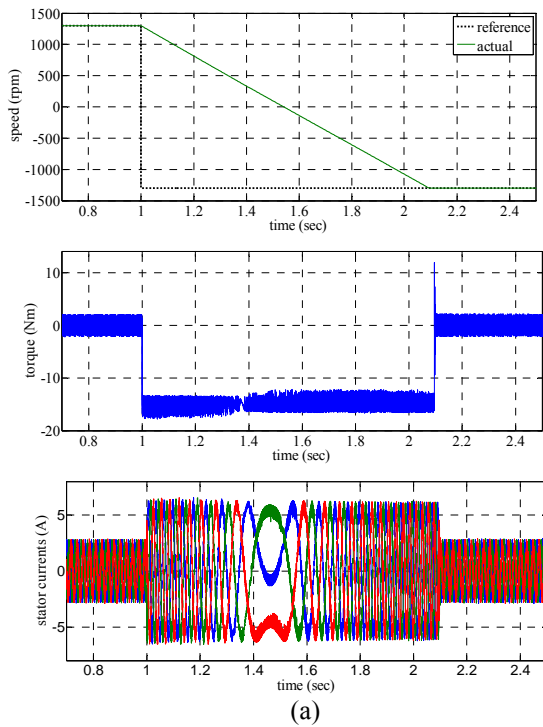 1500
1000
500
0
-500
-1000
-1500
speed (rpm)
reference
actual
0.8 1 1.2 1.4 1.6 1.8 2 2.2 2.4
time (sec)
10
0
-10
-20
torque (Nm)
0.8 1 1.2 1.4 1.6 1.8 2 2.2 2.4
time (sec)
5
0
-5
stator currents (A)
0.8 1 1.2 1.4 1.6 1.8 2 2.2 2.4
time (sec)
(a)